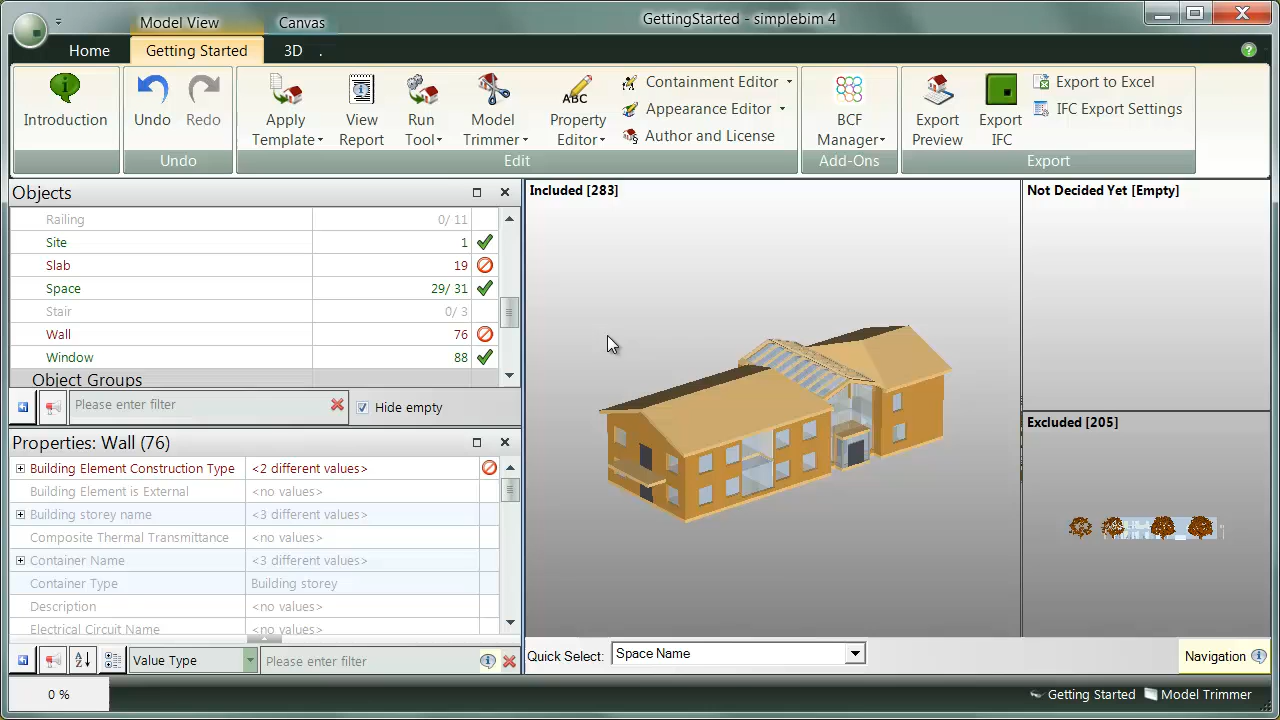 Model View
Canvas
GettingStarted - simplebim 4
Home
Getting Started
3D
Introduction
Undo
Redo
Undo
Apply Template
View Report
Run Tool
Model Trimmer
ABC
Property Editor
Containment Editor
Appearance Editor
Author and License
Edit
BCF Manager
Add-Ons
Export Preview
Export IFC
Export to Excel
IFC Export Settings
Export
Objects
Railing 0/ 11
Site 1
Slab 19
Space 29/ 31
Stair 0/ 3
Wall 76
Window 88
Object Groups
Please enter filter
Hide empty
Properties: Wall (76)
Building Element Construction Type <2 different values>
Building Element is External <no values>
Building storey name <3 different values>
Composite Thermal Transmittance <no values>
Container Name <3 different values>
Container Type Building storey
Description <no values>
Electrical Circuit Name <no values>
Value Type
Please enter filter
Included [283]
Not Decided Yet [Empty]
Excluded [205]
Quick Select: Space Name
Navigation
0 %
Getting Started
Model Trimmer